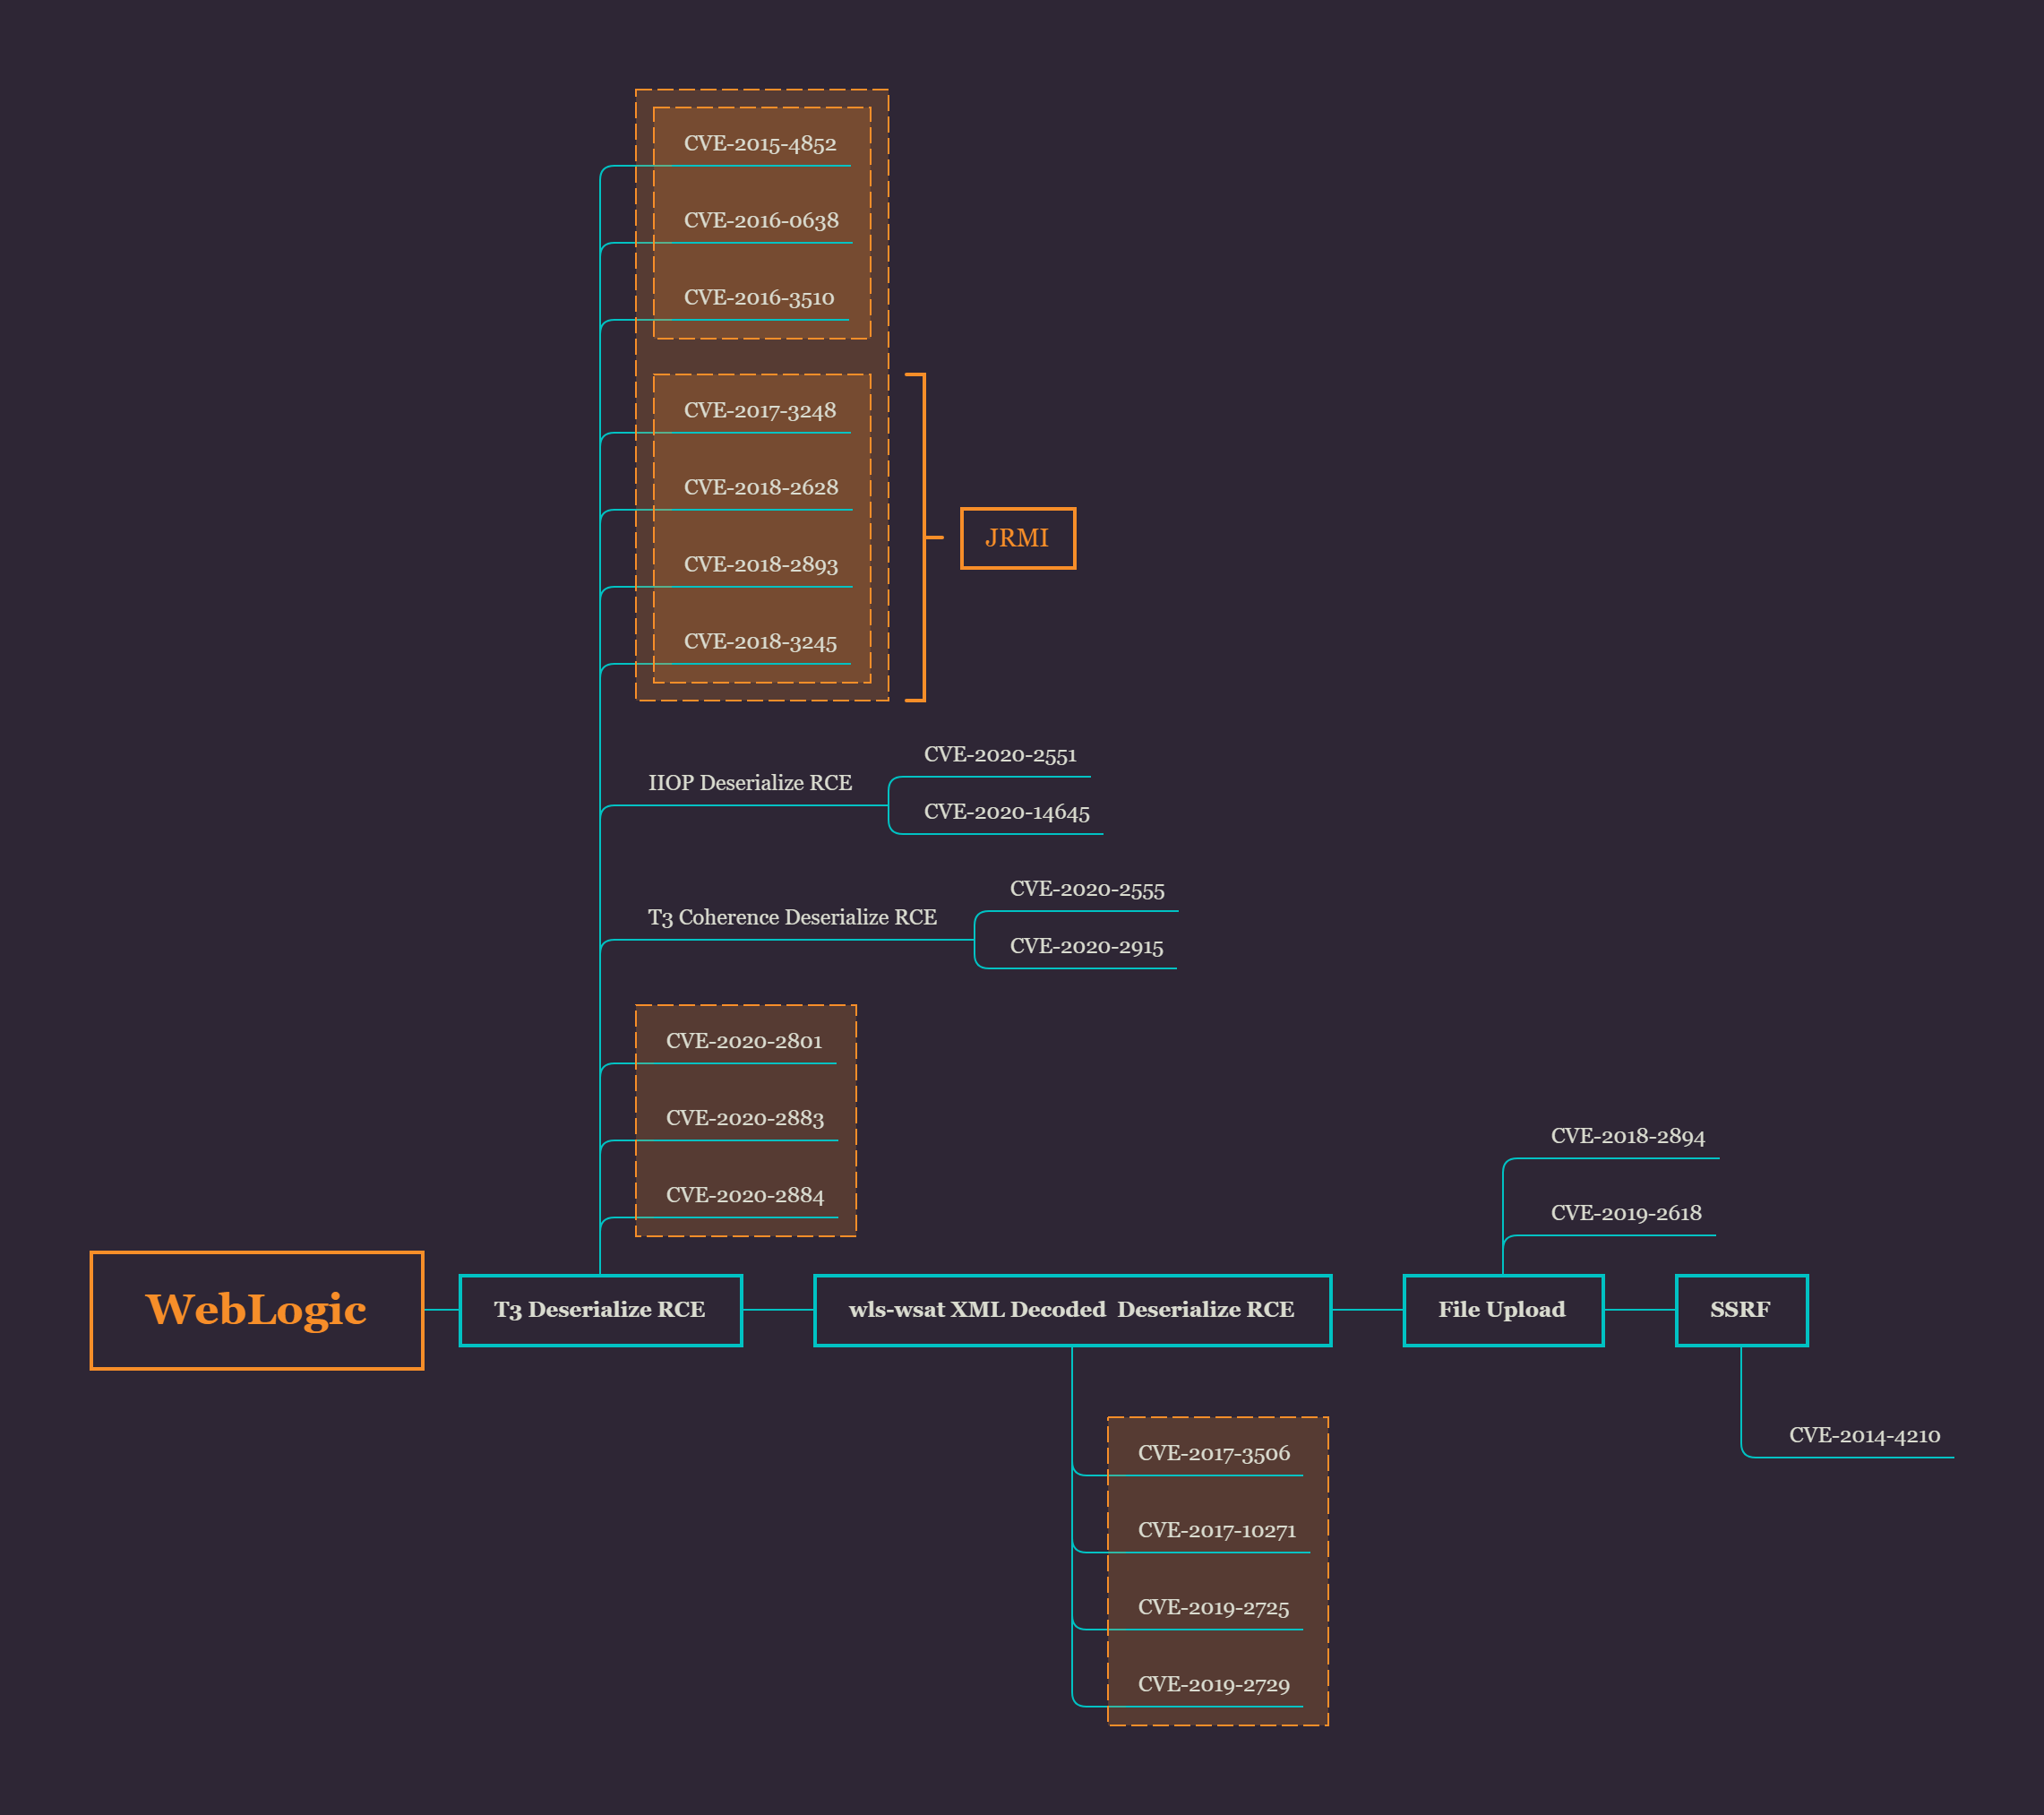 CVE-2015-4852
CVE-2016-0638
CVE-2016-3510
CVE-2017-3248
CVE-2018-2628
CVE-2018-2893
CVE-2018-3245
JRMI
IIOP Deserialize RCE
CVE-2020-2551
CVE-2020-14645
T3 Coherence Deserialize RCE
CVE-2020-2555
CVE-2020-2915
CVE-2020-2801
CVE-2020-2883
CVE-2020-2884
WebLogic
T3 Deserialize RCE
wls-wsat XML Decoded  Deserialize RCE
CVE-2018-2894
CVE-2019-2618
File Upload
SSRF
CVE-2017-3506
CVE-2017-10271
CVE-2019-2725
CVE-2019-2729
CVE-2014-4210